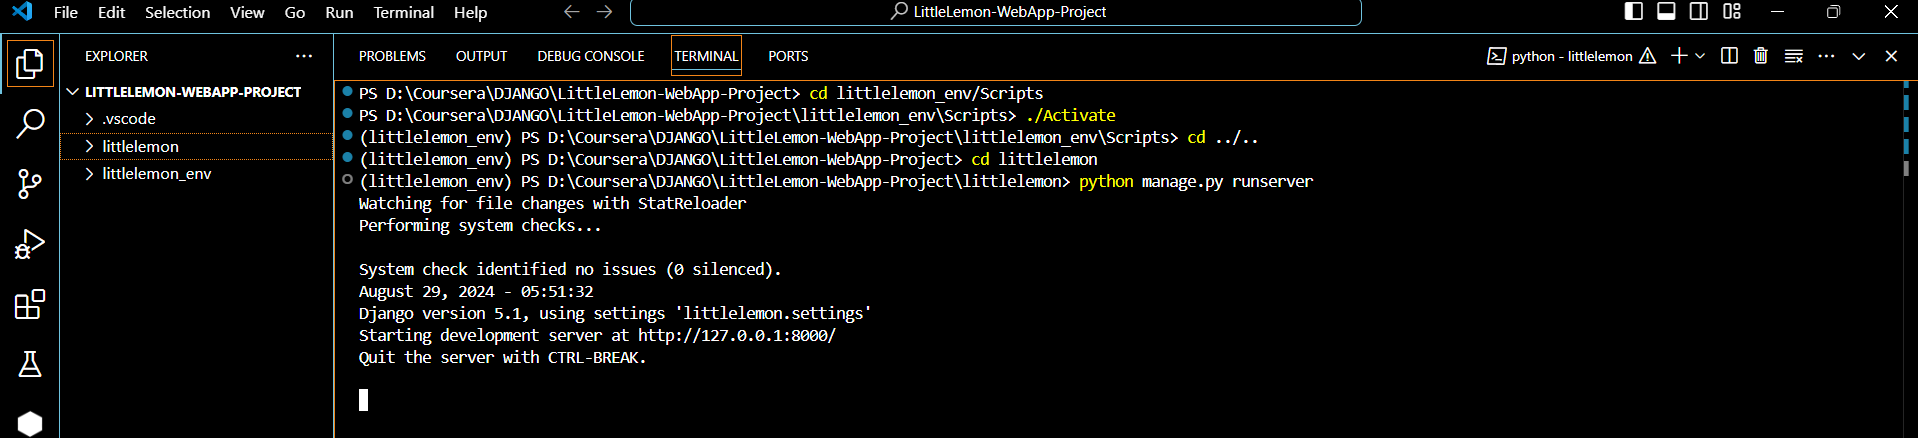 File Edit Selection View Go Run Terminal Help
LittleLemon-WebApp-Project
EXPLORER
PROBLEMS OUTPUT DEBUG CONSOLE TERMINAL PORTS
python - littlelemon
LITTLELEMON-WEBAPP-PROJECT
.vscode
littlelemon
littlelemon_env
PS D:\Coursera\DJANGO\LittleLemon-WebApp-Project> cd littlelemon_env/Scripts
PS D:\Coursera\DJANGO\LittleLemon-WebApp-Project\littlelemon_env\Scripts> ./Activate
(littlelemon_env) PS D:\Coursera\DJANGO\LittleLemon-WebApp-Project\littlelemon_env\Scripts> cd ../..
(littlelemon_env) PS D:\Coursera\DJANGO\LittleLemon-WebApp-Project> cd littlelemon
(littlelemon_env) PS D:\Coursera\DJANGO\LittleLemon-WebApp-Project\littlelemon> python manage.py runserver
Watching for file changes with StatReloader
Performing system checks...
System check identified no issues (0 silenced).
August 29, 2024 - 05:51:32
Django version 5.1, using settings 'littlelemon.settings'
Starting development server at http://127.0.0.1:8000/
Quit the server with CTRL-BREAK.